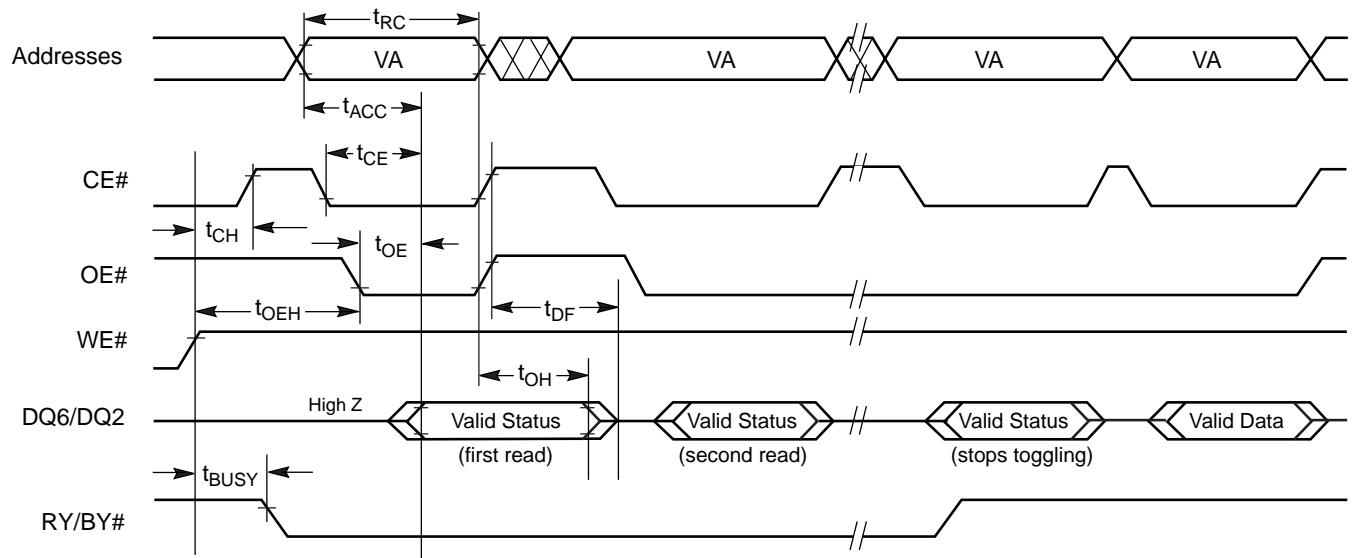 tRC
Addresses VA VA VA VA
tACC
tCE
CE#
tCH tOE
OE#
tOEH tDF
WE#
tOH
High Z
DQ6/DQ2 Valid Status Valid Status Valid Status Valid Data
(first read) (second read) (stops toggling)
tBUSY
RY/BY#